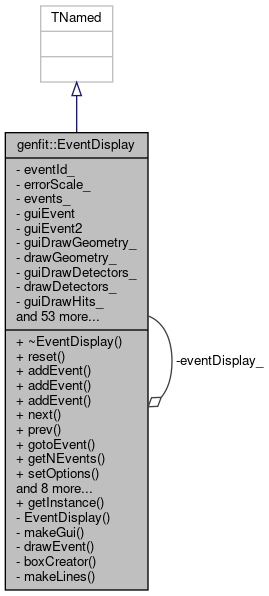 TNamed
genfit::EventDisplay
- eventId_
- errorScale_
- events_
- guiEvent
- guiEvent2
- guiDrawGeometry_
- drawGeometry_
- guiDrawDetectors_
- drawDetectors_
- guiDrawHits_
and 53 more...
-eventDisplay_
+ ~EventDisplay()
+ reset()
+ addEvent()
+ addEvent()
+ addEvent()
+ next()
+ prev()
+ gotoEvent()
+ getNEvents()
+ setOptions()
and 8 more...
+ getInstance()
- EventDisplay()
- makeGui()
- drawEvent()
- boxCreator()
- makeLines()